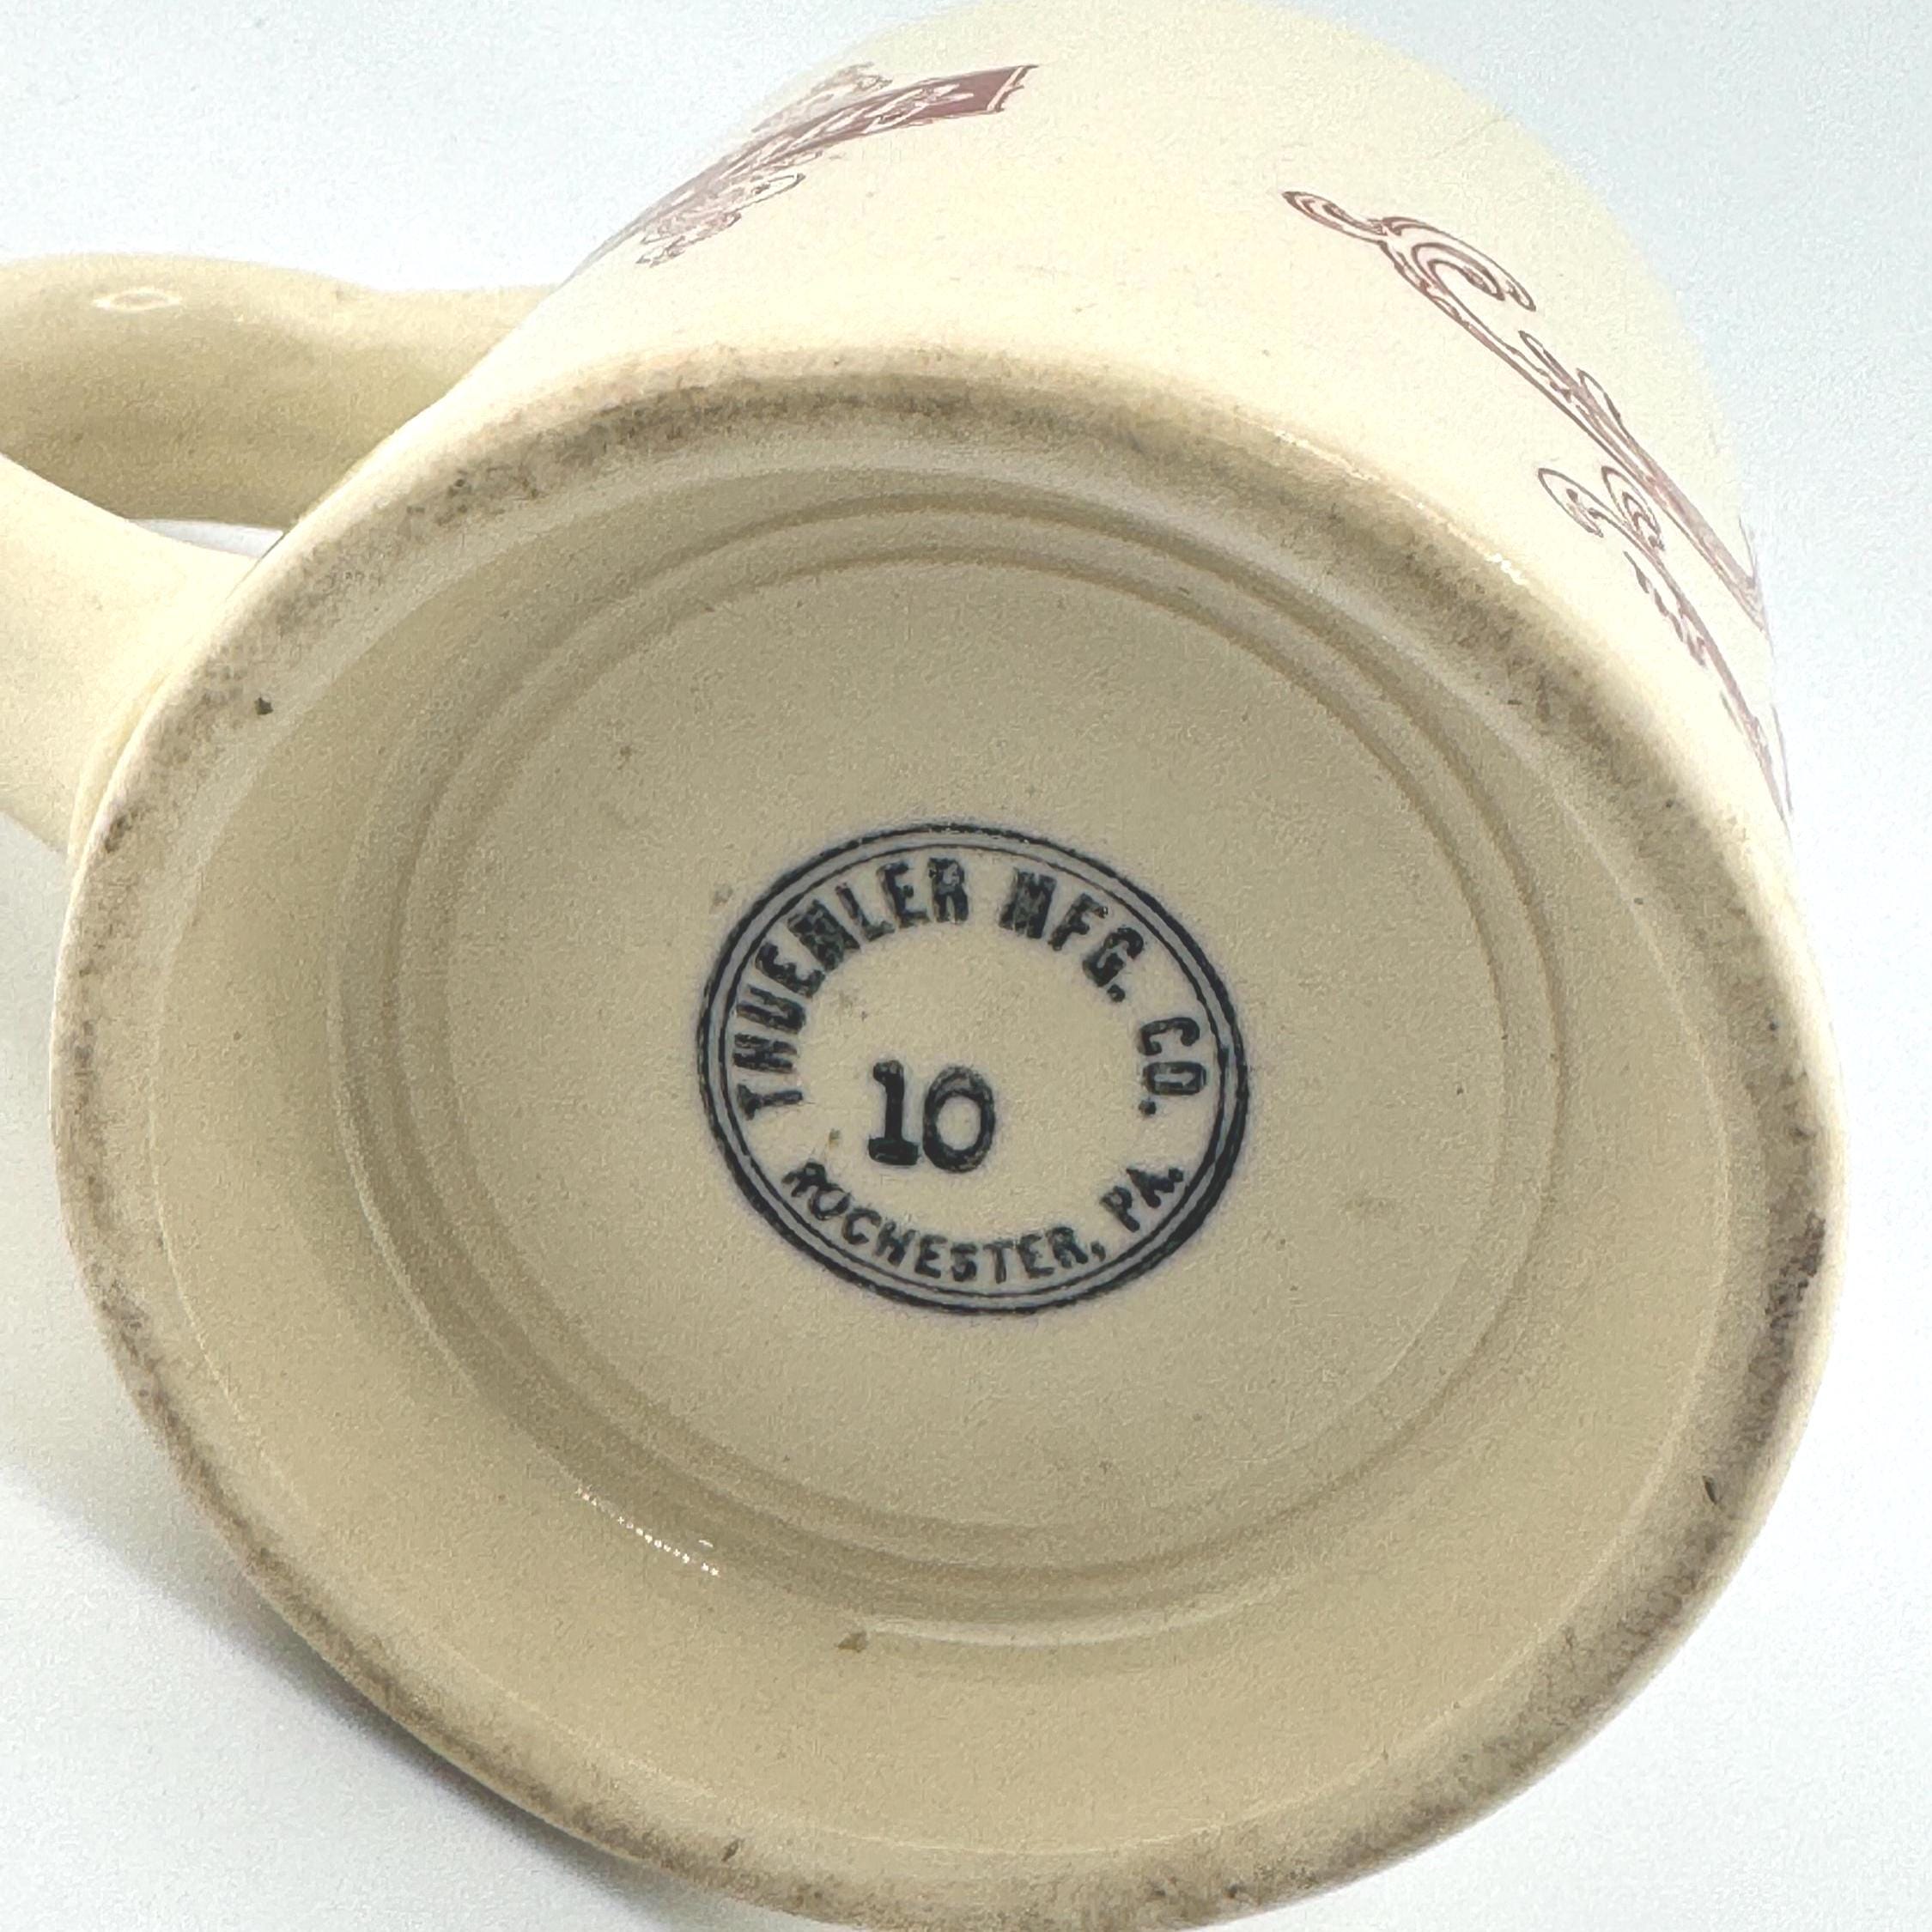 THUEMLER MFG. CO.
10
ROCHESTER, PA.